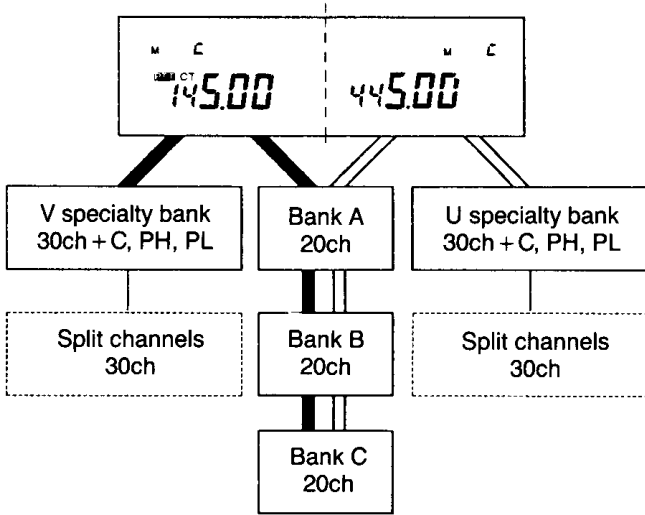 M C M C
CT
145.00 445.00
V specialty bank
30ch + C, PH, PL
Bank A
20ch
U specialty bank
30ch + C, PH, PL
Split channels
30ch
Bank B
20ch
Split channels
30ch
Bank C
20ch